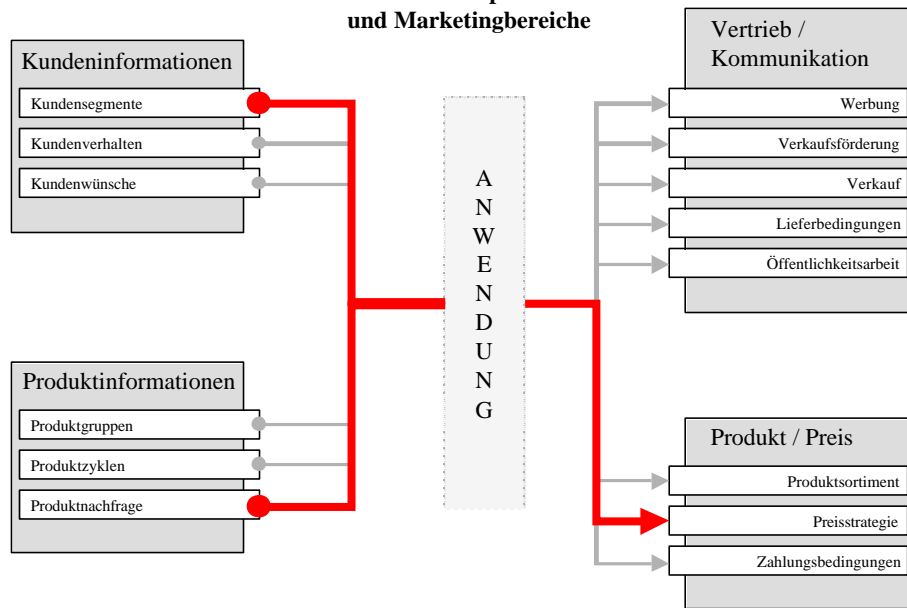 und Marketingbereiche
Kundeninformationen
Kundensegmente
Kundenverhalten
Kundenwünsche
Produktinformationen
Produktgruppen
Produktzyklen
Produktnachfrage
A
N
W
E
N
D
U
N
G
Vertrieb /
Kommunikation
Werbung
Verkaufsförderung
Verkauf
Lieferbedingungen
Öffentlichkeitsarbeit
Produkt / Preis
Produktsortiment
Preisstrategie
Zahlungsbedingungen